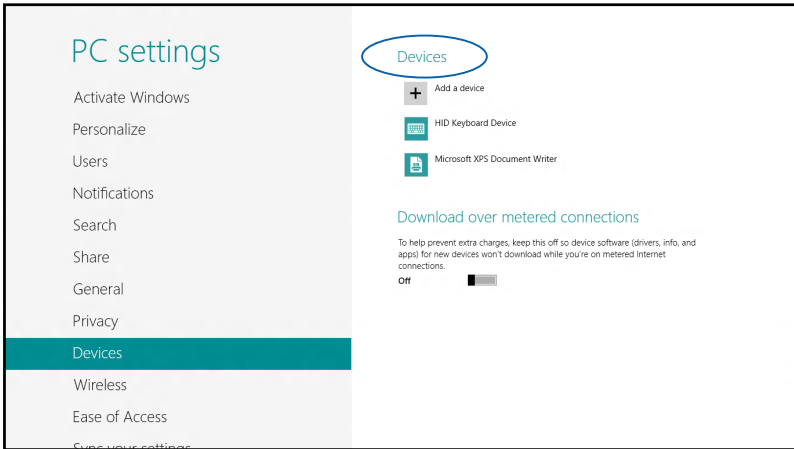 PC settings
Activate Windows
Personalize
Users
Notifications
Search
Share
General
Privacy
Devices
Wireless
Ease of Access
Sync your settings
Devices
Add a device
HID Keyboard Device
Microsoft XPS Document Writer
Download over metered connections
To help prevent extra charges, keep this off so device software (drivers, info, and
apps) for new devices won't download while you're on metered Internet
connections.
Off